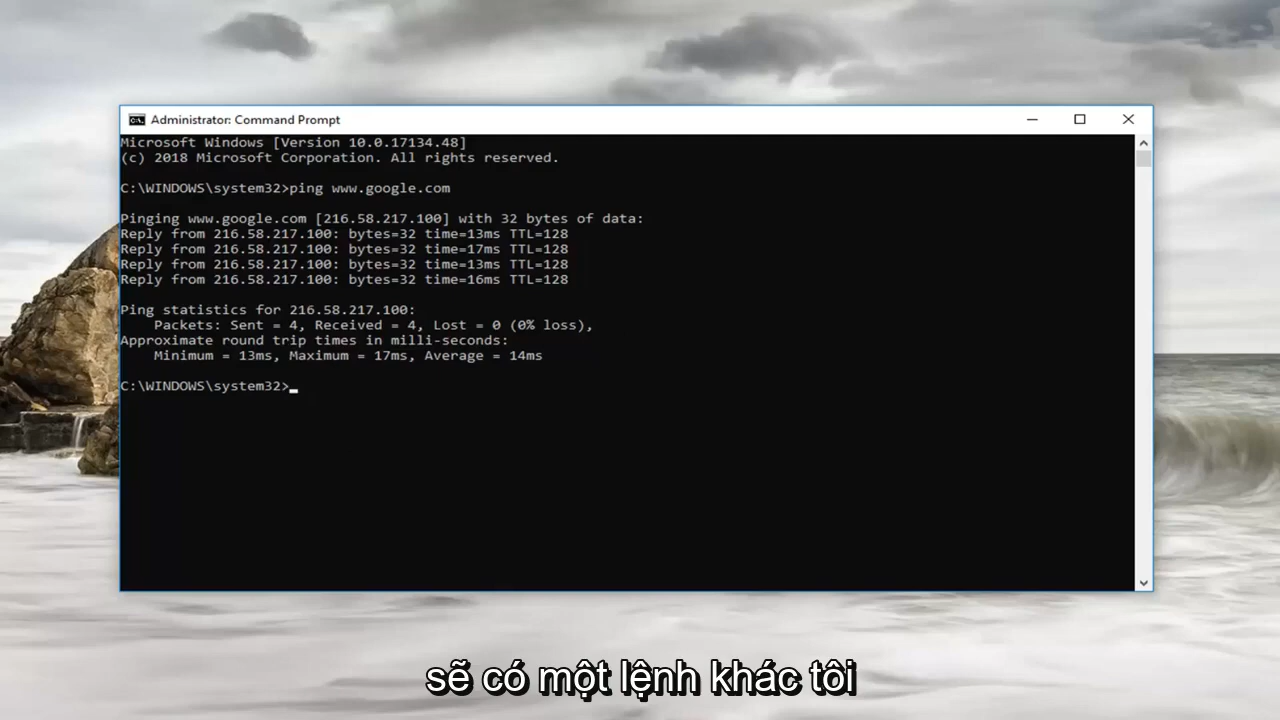 Administrator: Command Prompt
Microsoft Windows [Version 10.0.17134.48]
(c) 2018 Microsoft Corporation. All rights reserved.
C:\WINDOWS\system32>ping www.google.com
Pinging www.google.com [216.58.217.100] with 32 bytes of data:
Reply from 216.58.217.100: bytes=32 time=13ms TTL=128
Reply from 216.58.217.100: bytes=32 time=17ms TTL=128
Reply from 216.58.217.100: bytes=32 time=13ms TTL=128
Reply from 216.58.217.100: bytes=32 time=16ms TTL=128
Ping statistics for 216.58.217.100:
    Packets: Sent = 4, Received = 4, Lost = 0 (0% loss),
Approximate round trip times in milli-seconds:
    Minimum = 13ms, Maximum = 17ms, Average = 14ms
C:\WINDOWS\system32>
sẽ có một lệnh khác tôi